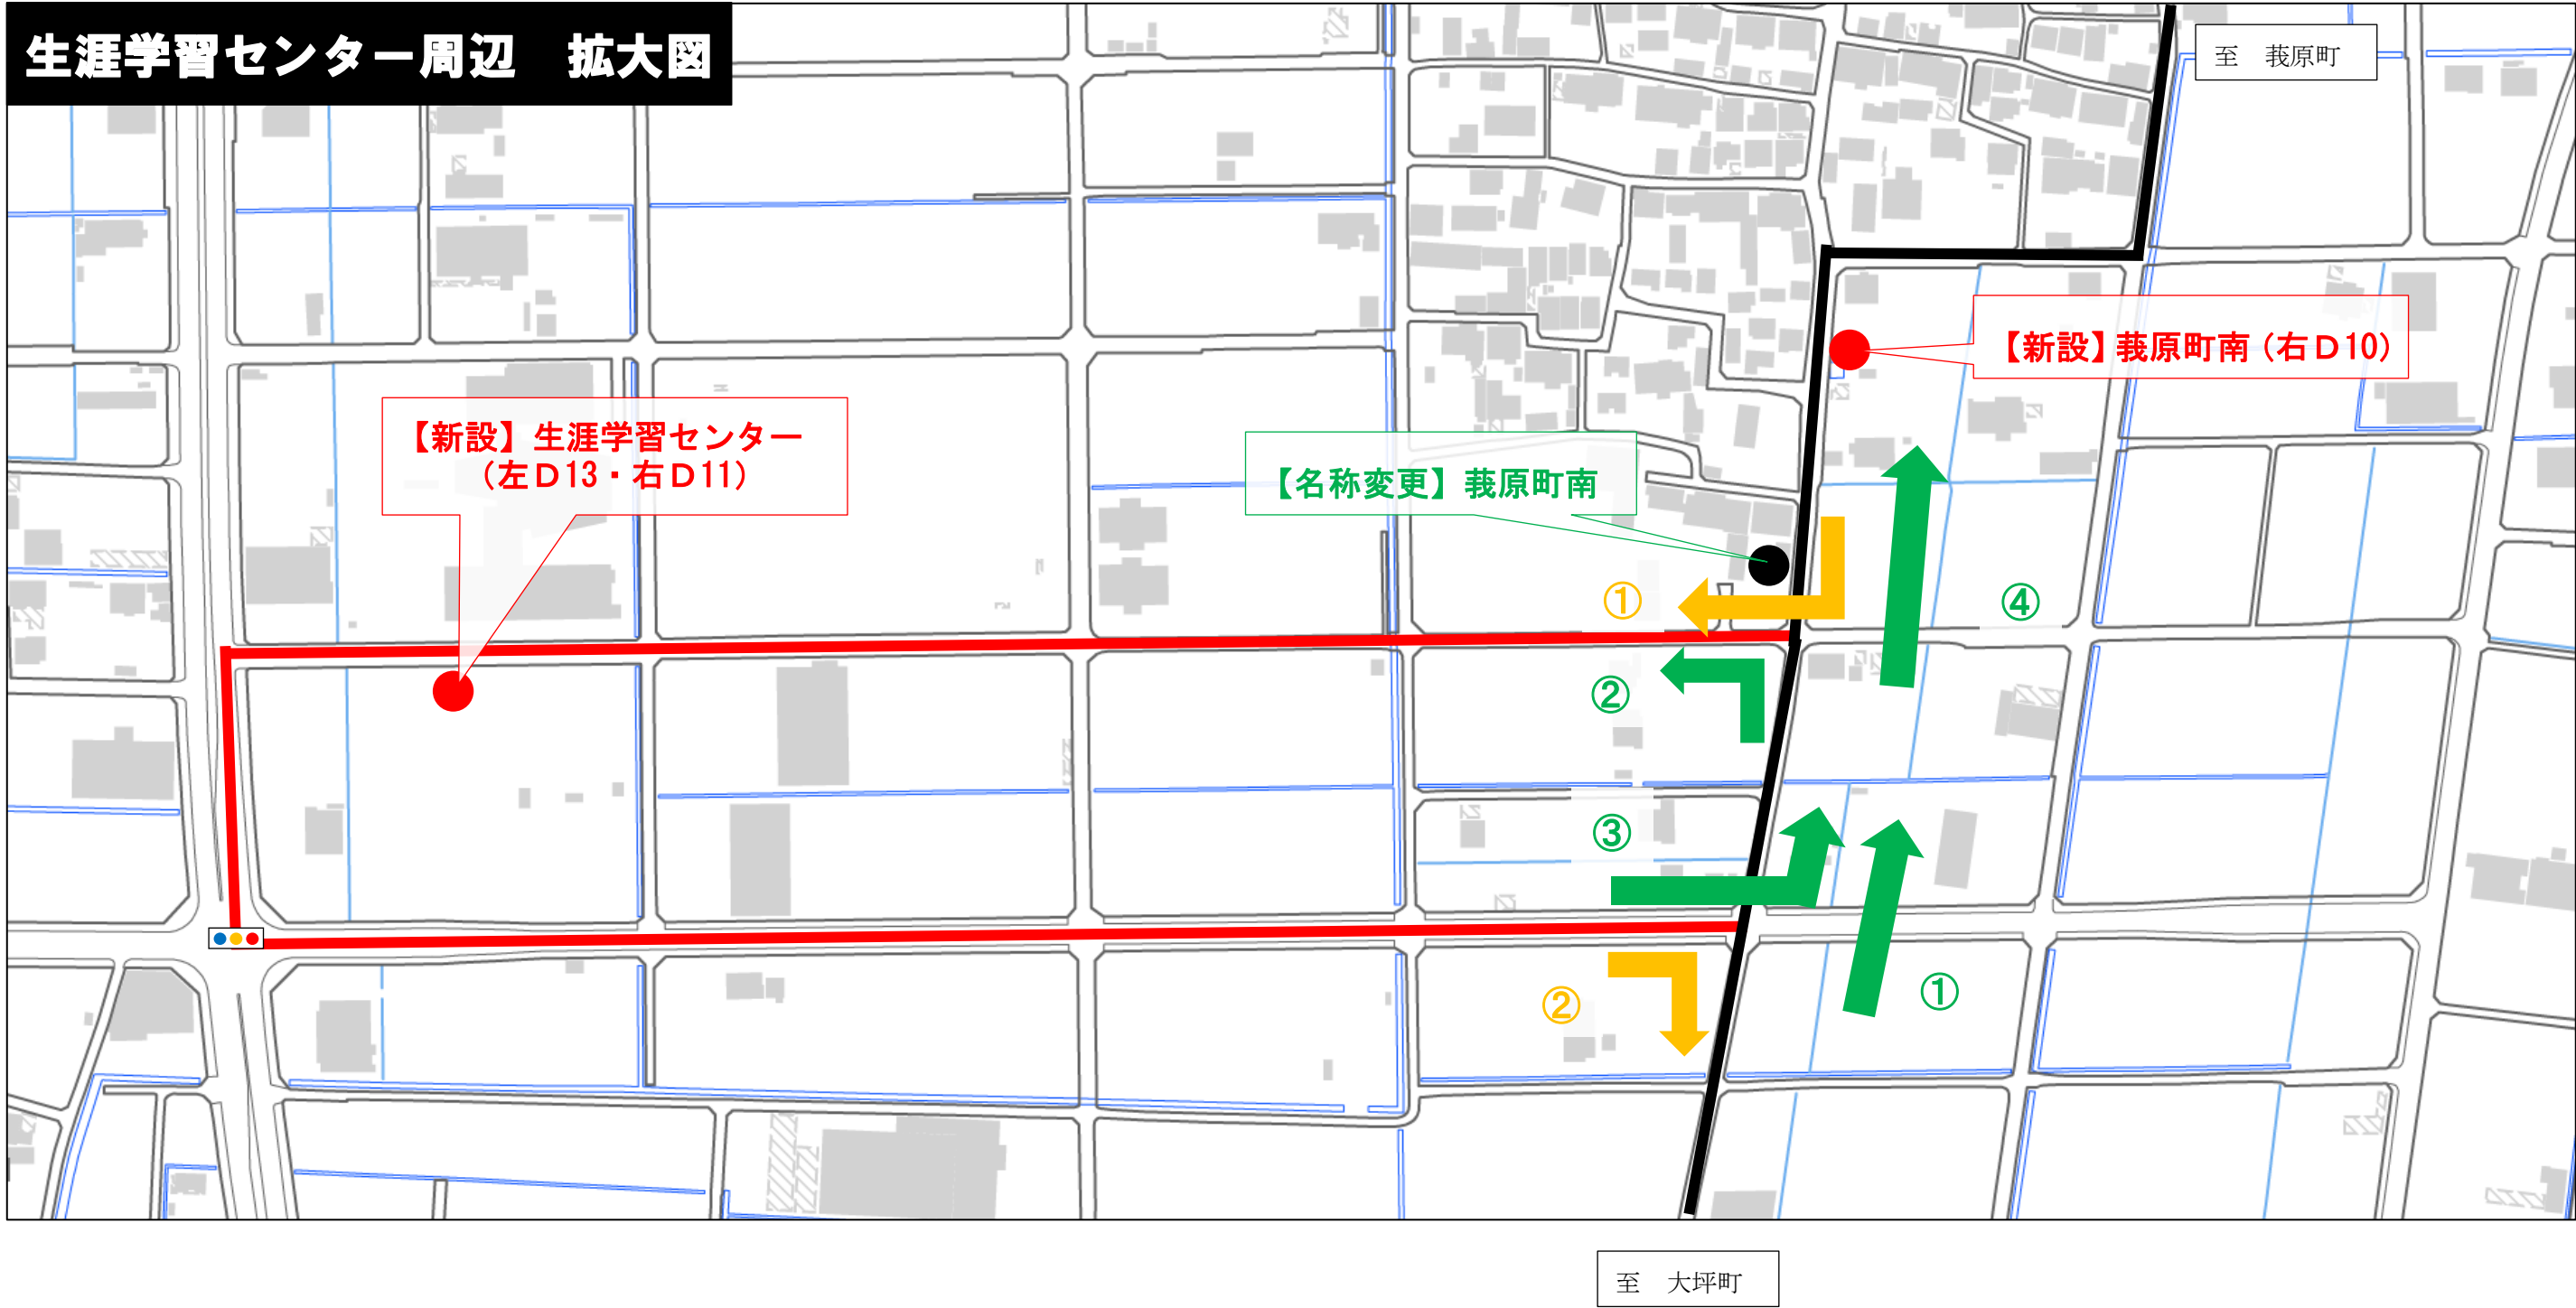 生涯学習センター周辺　拡大図
至　莪原町
【新設】莪原町南（右Ｄ10）
【新設】生涯学習センター
（左Ｄ13・右Ｄ11）
【名称変更】莪原町南
①
④
②
③
②
①
至　大坪町